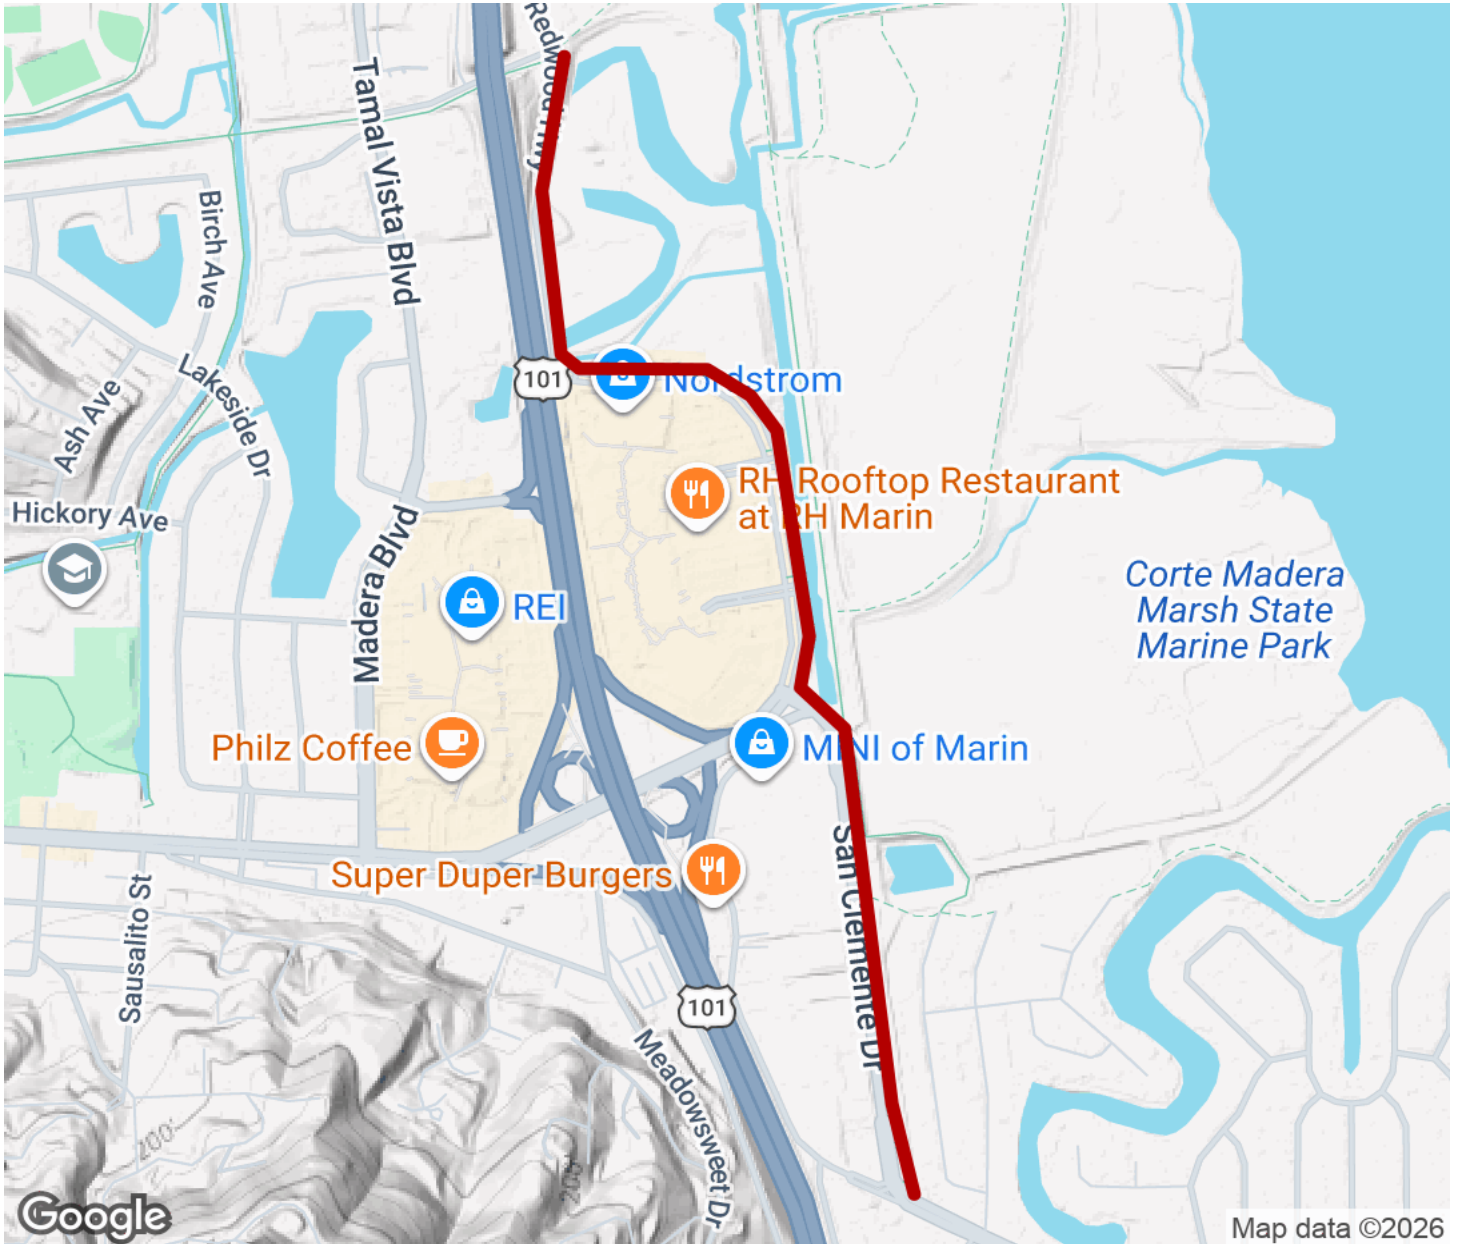 Redwood Hwy
Tamal Vista Blvd
Birch Ave
Lakeside Dr
Ash Ave
Hickory Ave
101
Nordstrom
RH Rooftop Restaurant
at RH Marin
Madera Blvd
REI
Corte Madera
Marsh State
Marine Park
Philz Coffee
MINI of Marin
San Clemente Dr
Super Duper Burgers
Sausalito St
101
Meadowsweet Dr
200'
200'
Google
Map data ©2026